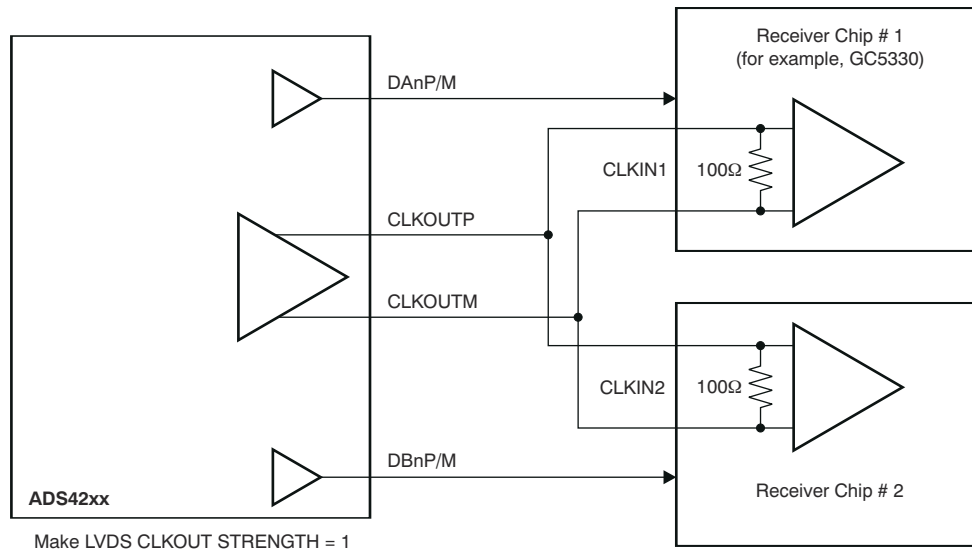 Receiver Chip # 1
(for example, GC5330)
DAnP/M
CLKIN1
100Ω
CLKOUTP
CLKOUTM
CLKIN2
100Ω
DBnP/M
Receiver Chip # 2
ADS42xx
Make LVDS CLKOUT STRENGTH = 1